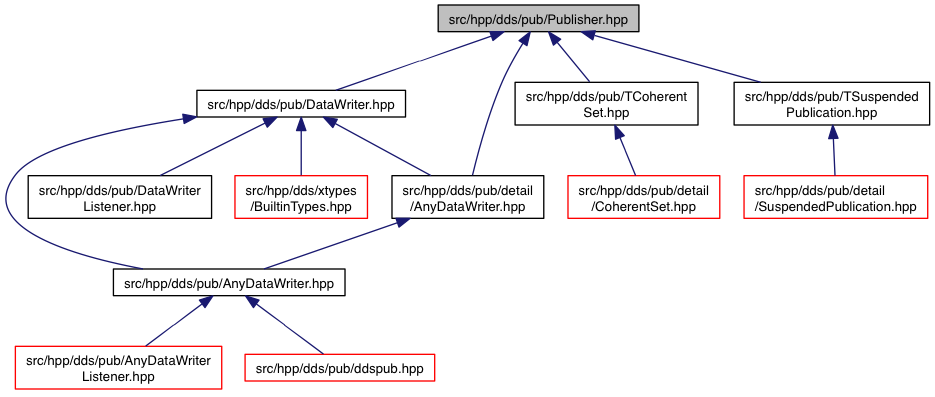 src/hpp/dds/pub/Publisher.hpp
src/hpp/dds/pub/DataWriter.hpp
src/hpp/dds/pub/TCoherent
Set.hpp
src/hpp/dds/pub/TSuspended
Publication.hpp
src/hpp/dds/pub/DataWriter
Listener.hpp
src/hpp/dds/xtypes
/BuiltinTypes.hpp
src/hpp/dds/pub/detail
/AnyDataWriter.hpp
src/hpp/dds/pub/detail
/CoherentSet.hpp
src/hpp/dds/pub/detail
/SuspendedPublication.hpp
src/hpp/dds/pub/AnyDataWriter.hpp
src/hpp/dds/pub/AnyDataWriter
Listener.hpp
src/hpp/dds/pub/ddspub.hpp